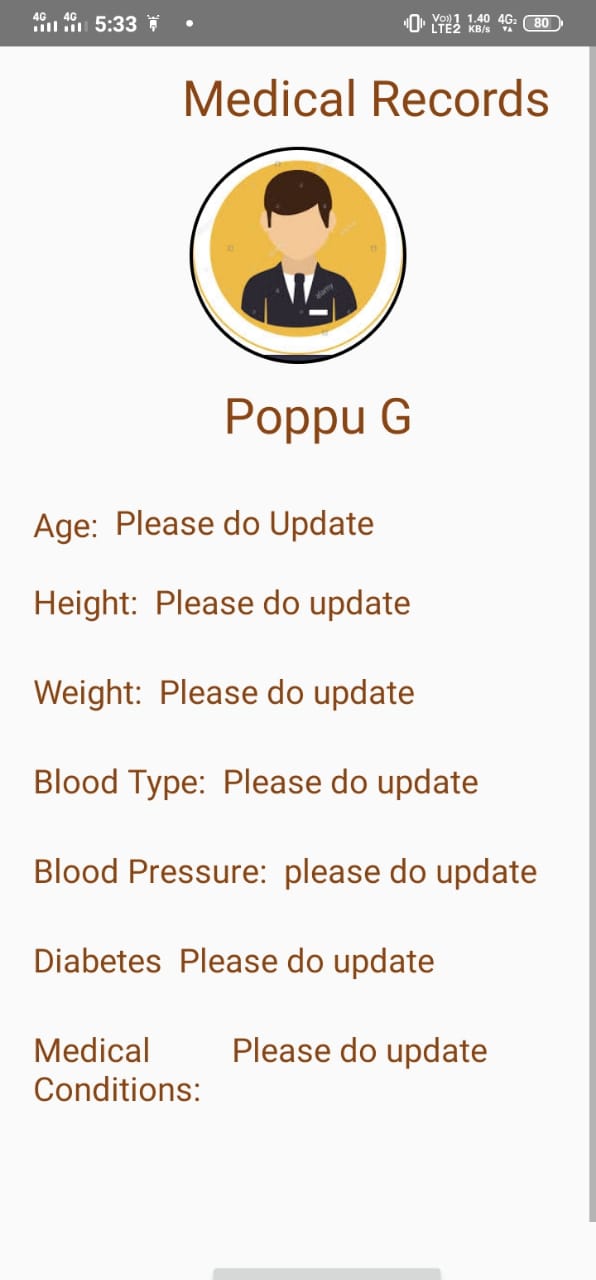 4G 4G 5:33 Vo)) 1 LTE2 1.40 KB/s 4G 80
Medical Records
alamy
Poppu G
Age: Please do Update
Height: Please do update
Weight: Please do update
Blood Type: Please do update
Blood Pressure: please do update
Diabetes Please do update
Medical Please do update
Conditions: